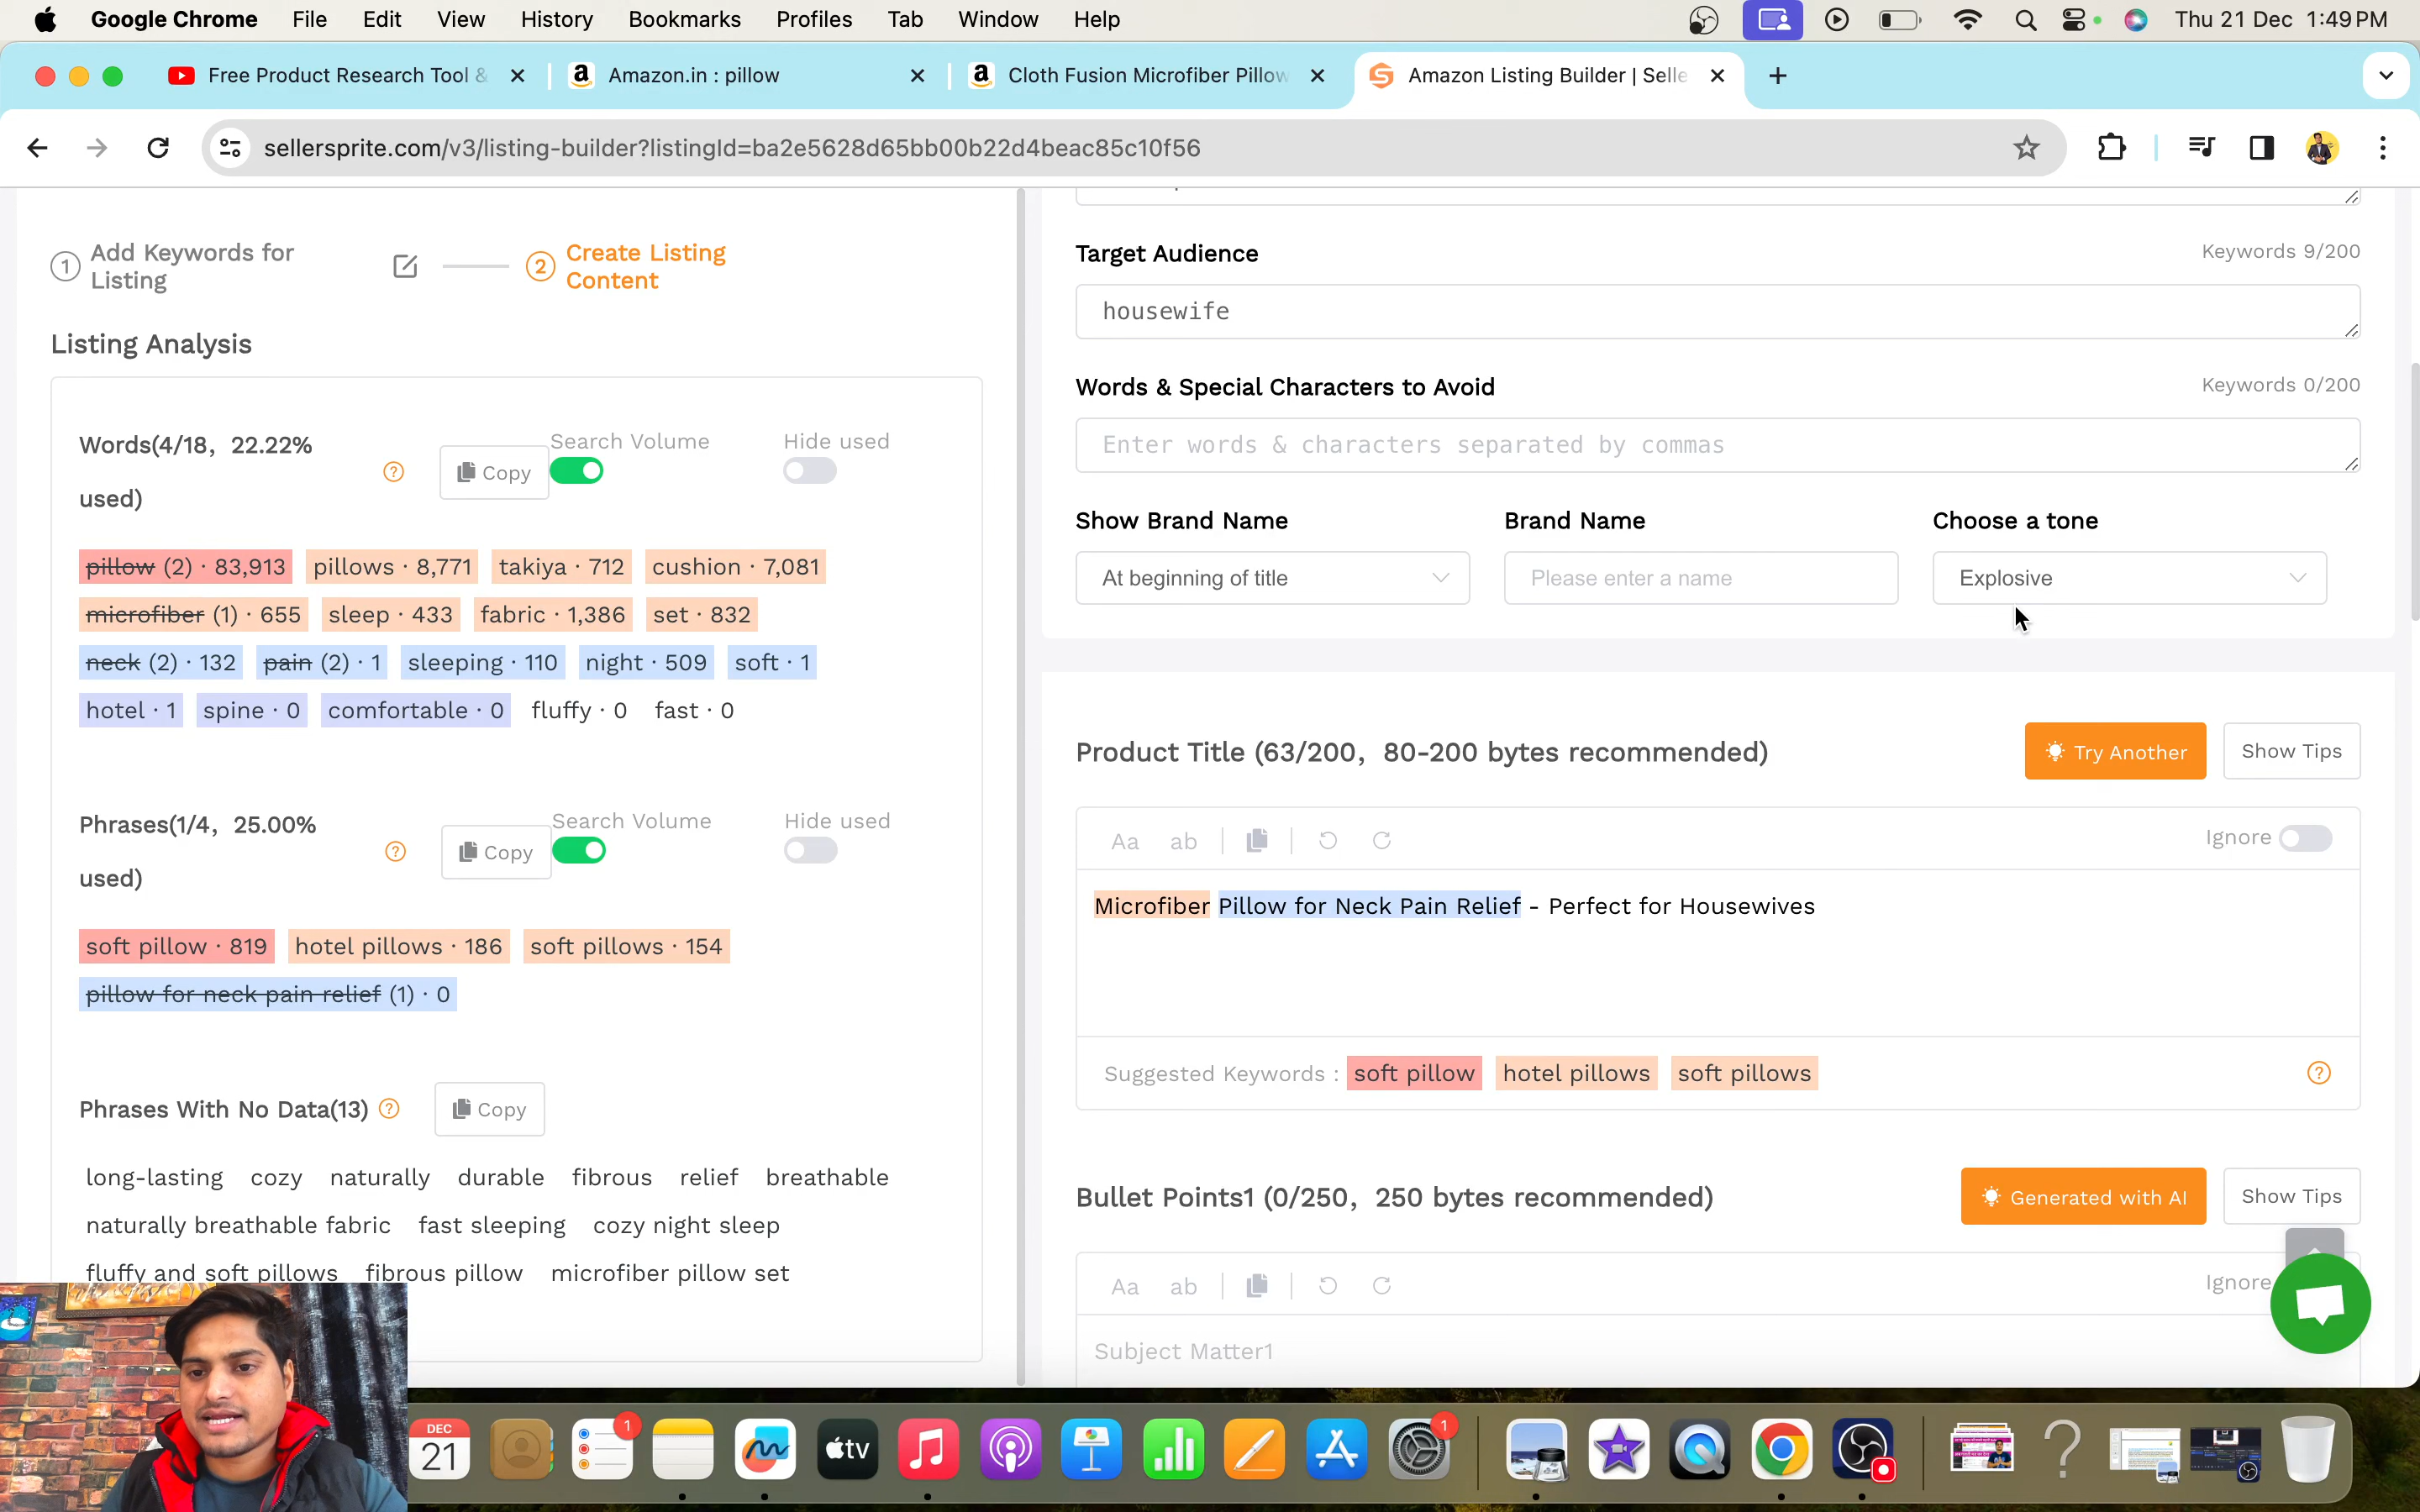 Google Chrome File Edit View History Bookmarks Profiles Tab Window Help Thu 21 Dec 1:49 PM
Free Product Research Tool & Amazon.in : pillow Cloth Fusion Microfiber Pillow Amazon Listing Builder | Selle
sellersprite.com/v3/listing-builder?listingId=ba2e5628d65bb00b22d4beac85c10f56
1 Add Keywords for Listing
2 Create Listing Content
Listing Analysis
Words(4/18, 22.22% used) ? Copy Search Volume Hide used
pillow (2) · 83,913 pillows · 8,771 takiya · 712 cushion · 7,081
microfiber (1) · 655 sleep · 433 fabric · 1,386 set · 832
neck (2) · 132 pain (2) · 1 sleeping · 110 night · 509 soft · 1
hotel · 1 spine · 0 comfortable · 0 fluffy · 0 fast · 0
Phrases(1/4, 25.00% used) ? Copy Search Volume Hide used
soft pillow · 819 hotel pillows · 186 soft pillows · 154
pillow for neck pain relief (1) · 0
Phrases With No Data(13) ? Copy
long-lasting cozy naturally durable fibrous relief breathable
naturally breathable fabric fast sleeping cozy night sleep
fluffy and soft pillows fibrous pillow microfiber pillow set
Target Audience Keywords 9/200
housewife
Words & Special Characters to Avoid Keywords 0/200
Enter words & characters separated by commas
Show Brand Name Brand Name Choose a tone
At beginning of title Please enter a name Explosive
Product Title (63/200, 80-200 bytes recommended) Try Another Show Tips
Aa ab Ignore
Microfiber Pillow for Neck Pain Relief - Perfect for Housewives
Suggested Keywords : soft pillow hotel pillows soft pillows ?
Bullet Points1 (0/250, 250 bytes recommended) Generated with AI Show Tips
Aa ab Ignore
Subject Matter1
DEC
21
1
tv
1
?